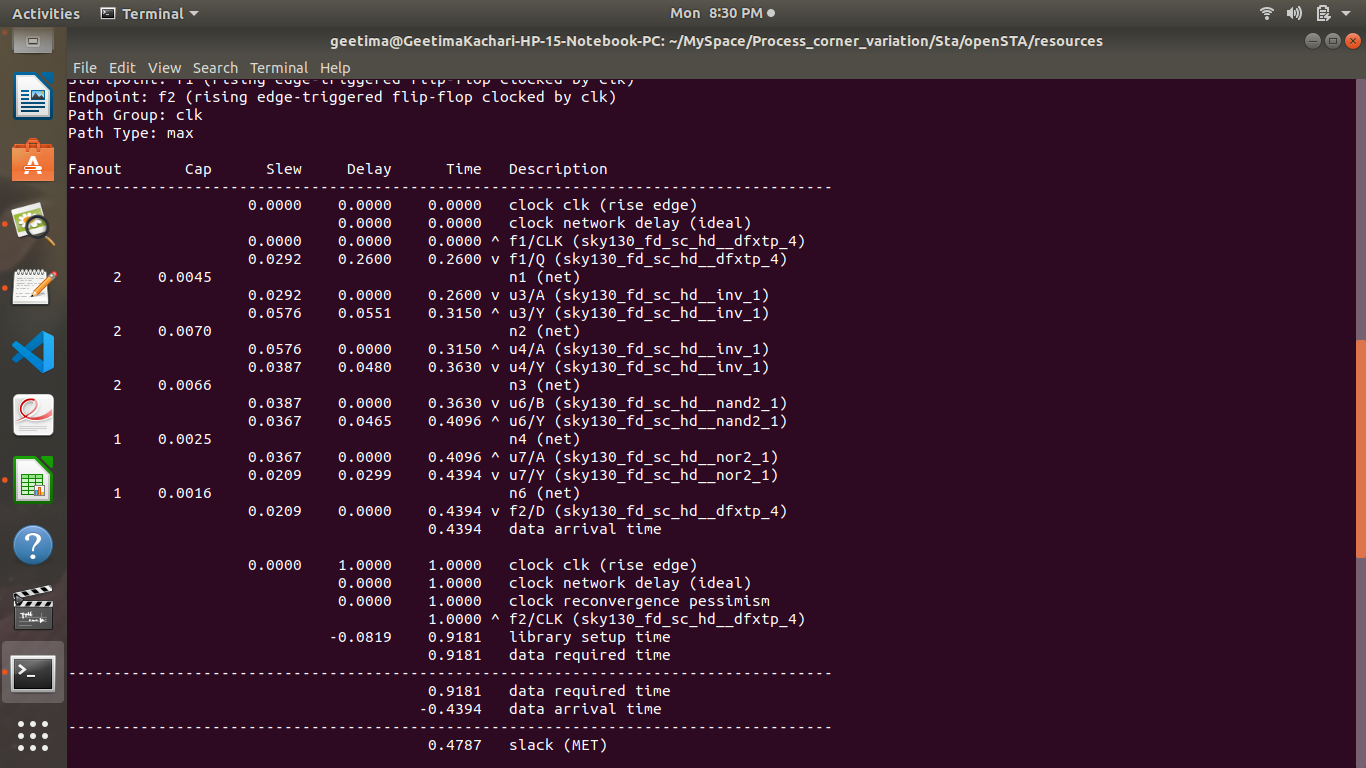 Activities Terminal Mon 8:30 PM
geetima@GeetimaKachari-HP-15-Notebook-PC: ~/MySpace/Process_corner_variation/Sta/openSTA/resources
File Edit View Search Terminal Help
Startpoint: f1 (rising edge-triggered flip-flop clocked by clk)
Endpoint: f2 (rising edge-triggered flip-flop clocked by clk)
Path Group: clk
Path Type: max
Fanout Cap Slew Delay Time Description
-------------------------------------------------------------------------------------
0.0000 0.0000 0.0000 clock clk (rise edge)
0.0000 0.0000 clock network delay (ideal)
0.0000 0.0000 0.0000 ^ f1/CLK (sky130_fd_sc_hd__dfxtp_4)
0.0292 0.2600 0.2600 v f1/Q (sky130_fd_sc_hd__dfxtp_4)
2 0.0045 n1 (net)
0.0292 0.0000 0.2600 v u3/A (sky130_fd_sc_hd__inv_1)
0.0576 0.0551 0.3150 ^ u3/Y (sky130_fd_sc_hd__inv_1)
2 0.0070 n2 (net)
0.0576 0.0000 0.3150 ^ u4/A (sky130_fd_sc_hd__inv_1)
0.0387 0.0480 0.3630 v u4/Y (sky130_fd_sc_hd__inv_1)
2 0.0066 n3 (net)
0.0387 0.0000 0.3630 v u6/B (sky130_fd_sc_hd__nand2_1)
0.0367 0.0465 0.4096 ^ u6/Y (sky130_fd_sc_hd__nand2_1)
1 0.0025 n4 (net)
0.0367 0.0000 0.4096 ^ u7/A (sky130_fd_sc_hd__nor2_1)
0.0209 0.0299 0.4394 v u7/Y (sky130_fd_sc_hd__nor2_1)
1 0.0016 n6 (net)
0.0209 0.0000 0.4394 v f2/D (sky130_fd_sc_hd__dfxtp_4)
0.4394 data arrival time
0.0000 1.0000 1.0000 clock clk (rise edge)
0.0000 1.0000 clock network delay (ideal)
0.0000 1.0000 clock reconvergence pessimism
1.0000 ^ f2/CLK (sky130_fd_sc_hd__dfxtp_4)
-0.0819 0.9181 library setup time
0.9181 data required time
-------------------------------------------------------------------------------------
0.9181 data required time
-0.4394 data arrival time
-------------------------------------------------------------------------------------
0.4787 slack (MET)